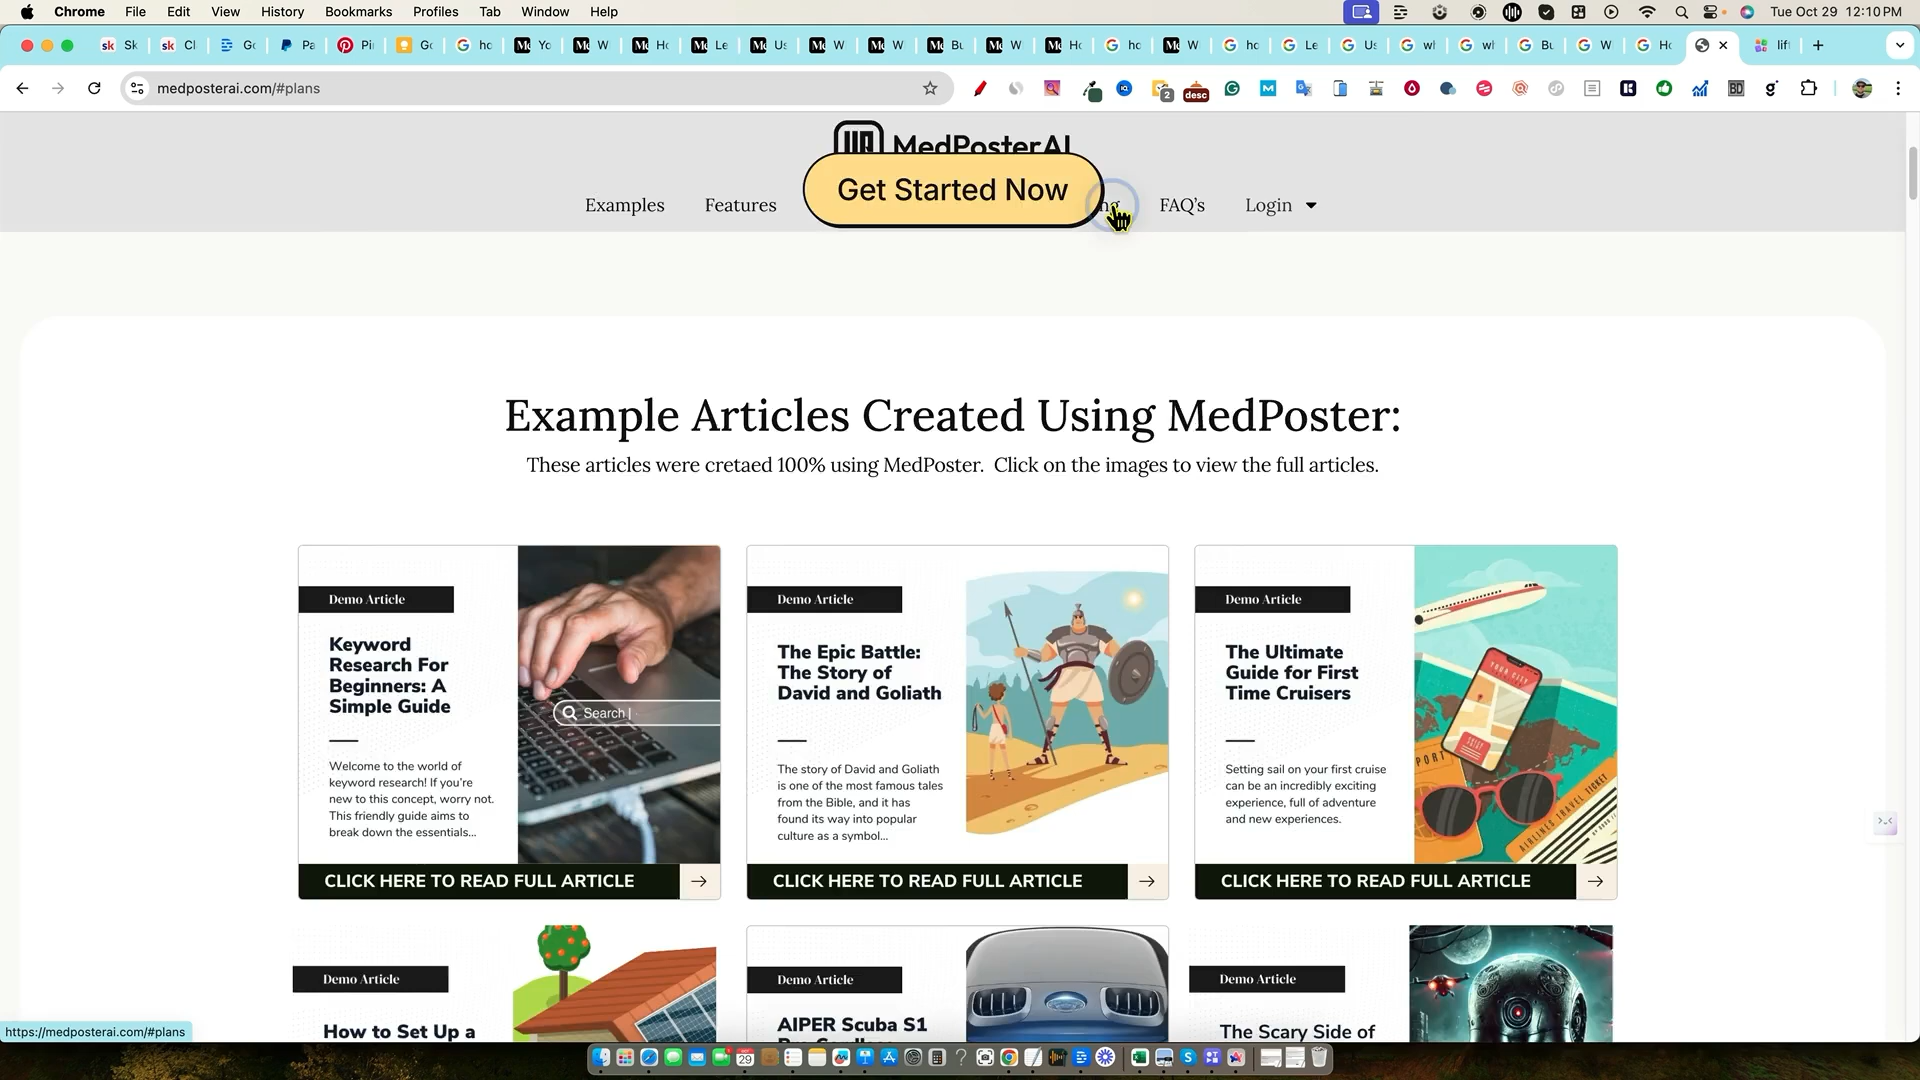 Chrome File Edit View History Bookmarks Profiles Tab Window Help Tue Oct 29 12:10 PM
medposterai.com/#plans
desc
2
BD
MedPosterAI
Get Started Now
Examples Features FAQ's Login
Example Articles Created Using MedPoster:
These articles were cretaed 100% using MedPoster. Click on the images to view the full articles.
Demo Article
Keyword
Research For
Beginners: A
Simple Guide
Welcome to the world of
keyword research! If you're
new to this concept, worry not.
This friendly guide aims to
break down the essentials...
Search |
CLICK HERE TO READ FULL ARTICLE
Demo Article
The Epic Battle:
The Story of
David and Goliath
The story of David and Goliath
is one of the most famous tales
from the Bible, and it has
found its way into popular
culture as a symbol...
CLICK HERE TO READ FULL ARTICLE
Demo Article
The Ultimate
Guide for First
Time Cruisers
Setting sail on your first cruise
can be an incredibly exciting
experience, full of adventure
and new experiences.
CLICK HERE TO READ FULL ARTICLE
Demo Article
How to Set Up a
Demo Article
AIPER Scuba S1
Demo Article
The Scary Side of
https://medposterai.com/#plans